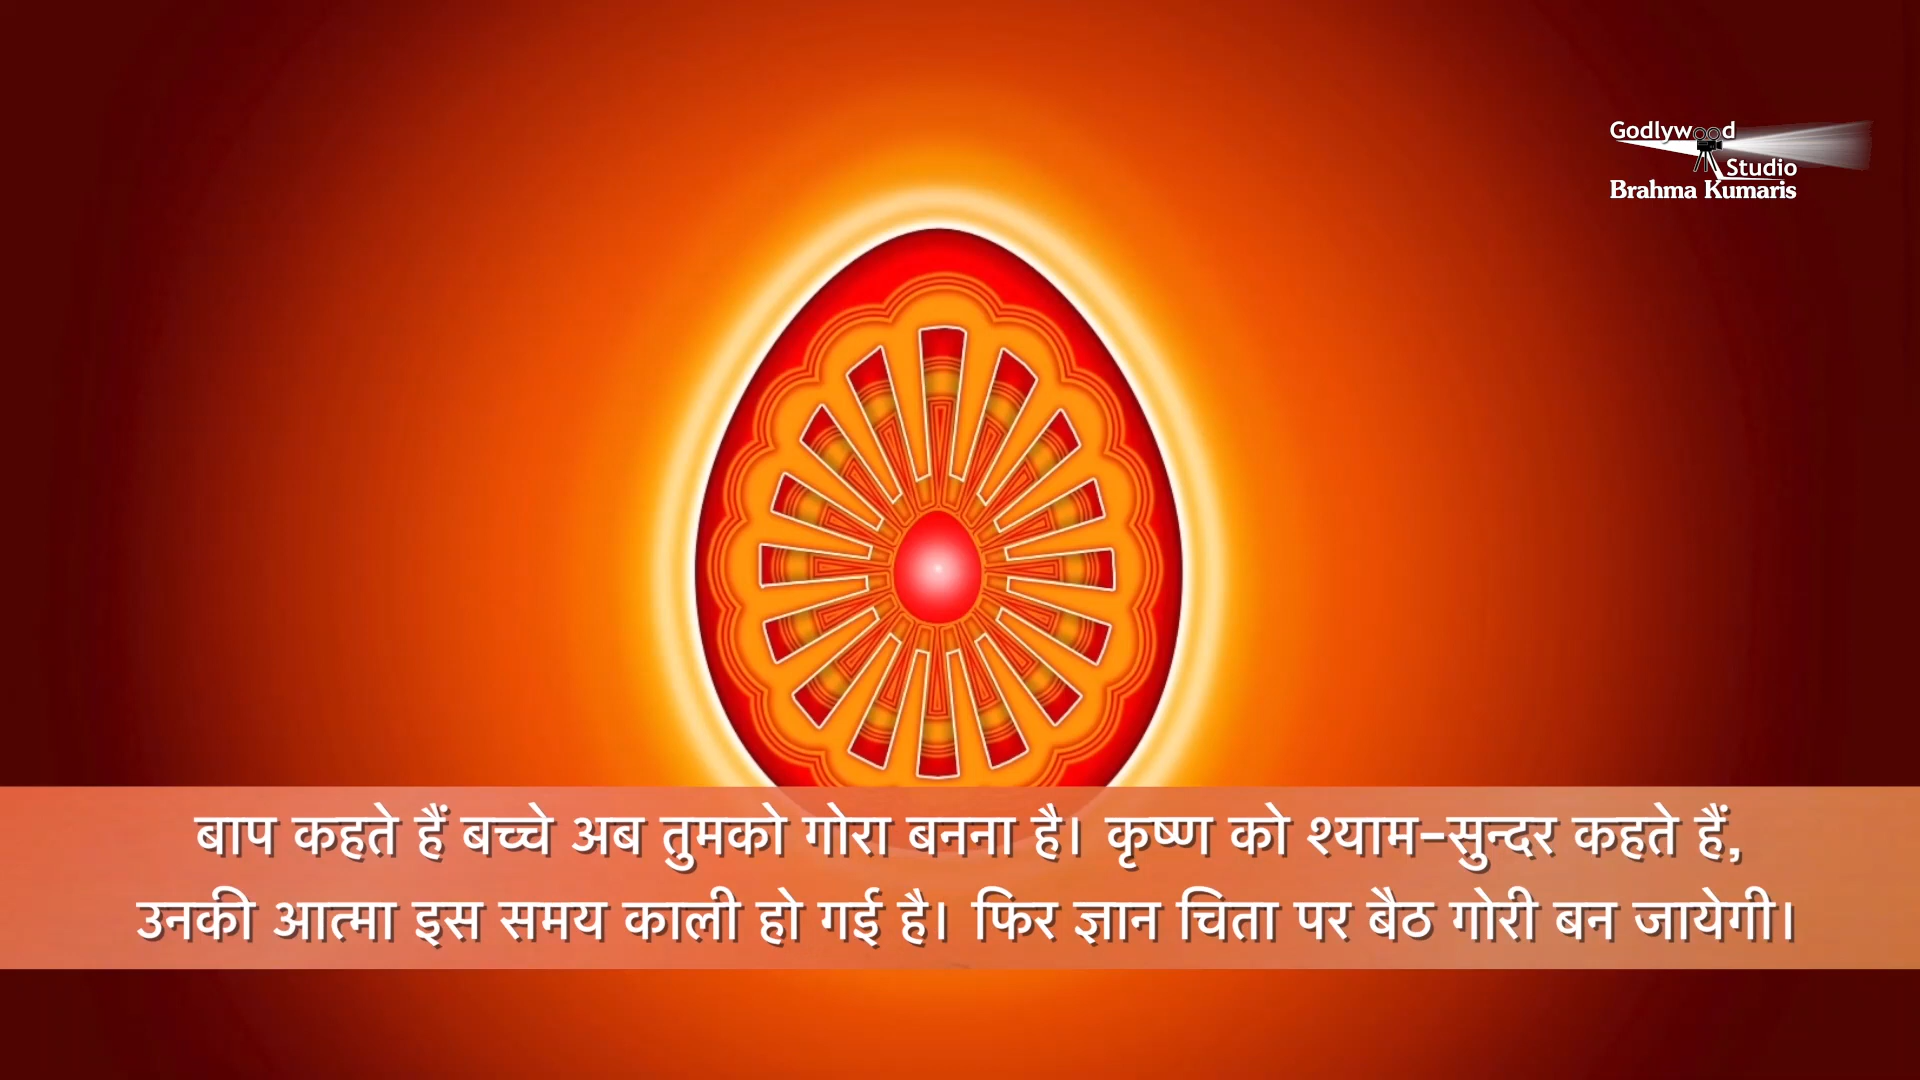 Godlywood
Studio
Brahma Kumaris
बाप कहते हैं बच्चे अब तुमको गोरा बनना है। कृष्ण को श्याम-सुन्दर कहते हैं,
उनकी आत्मा इस समय काली हो गई है। फिर ज्ञान चिता पर बैठ गोरी बन जायेगी।